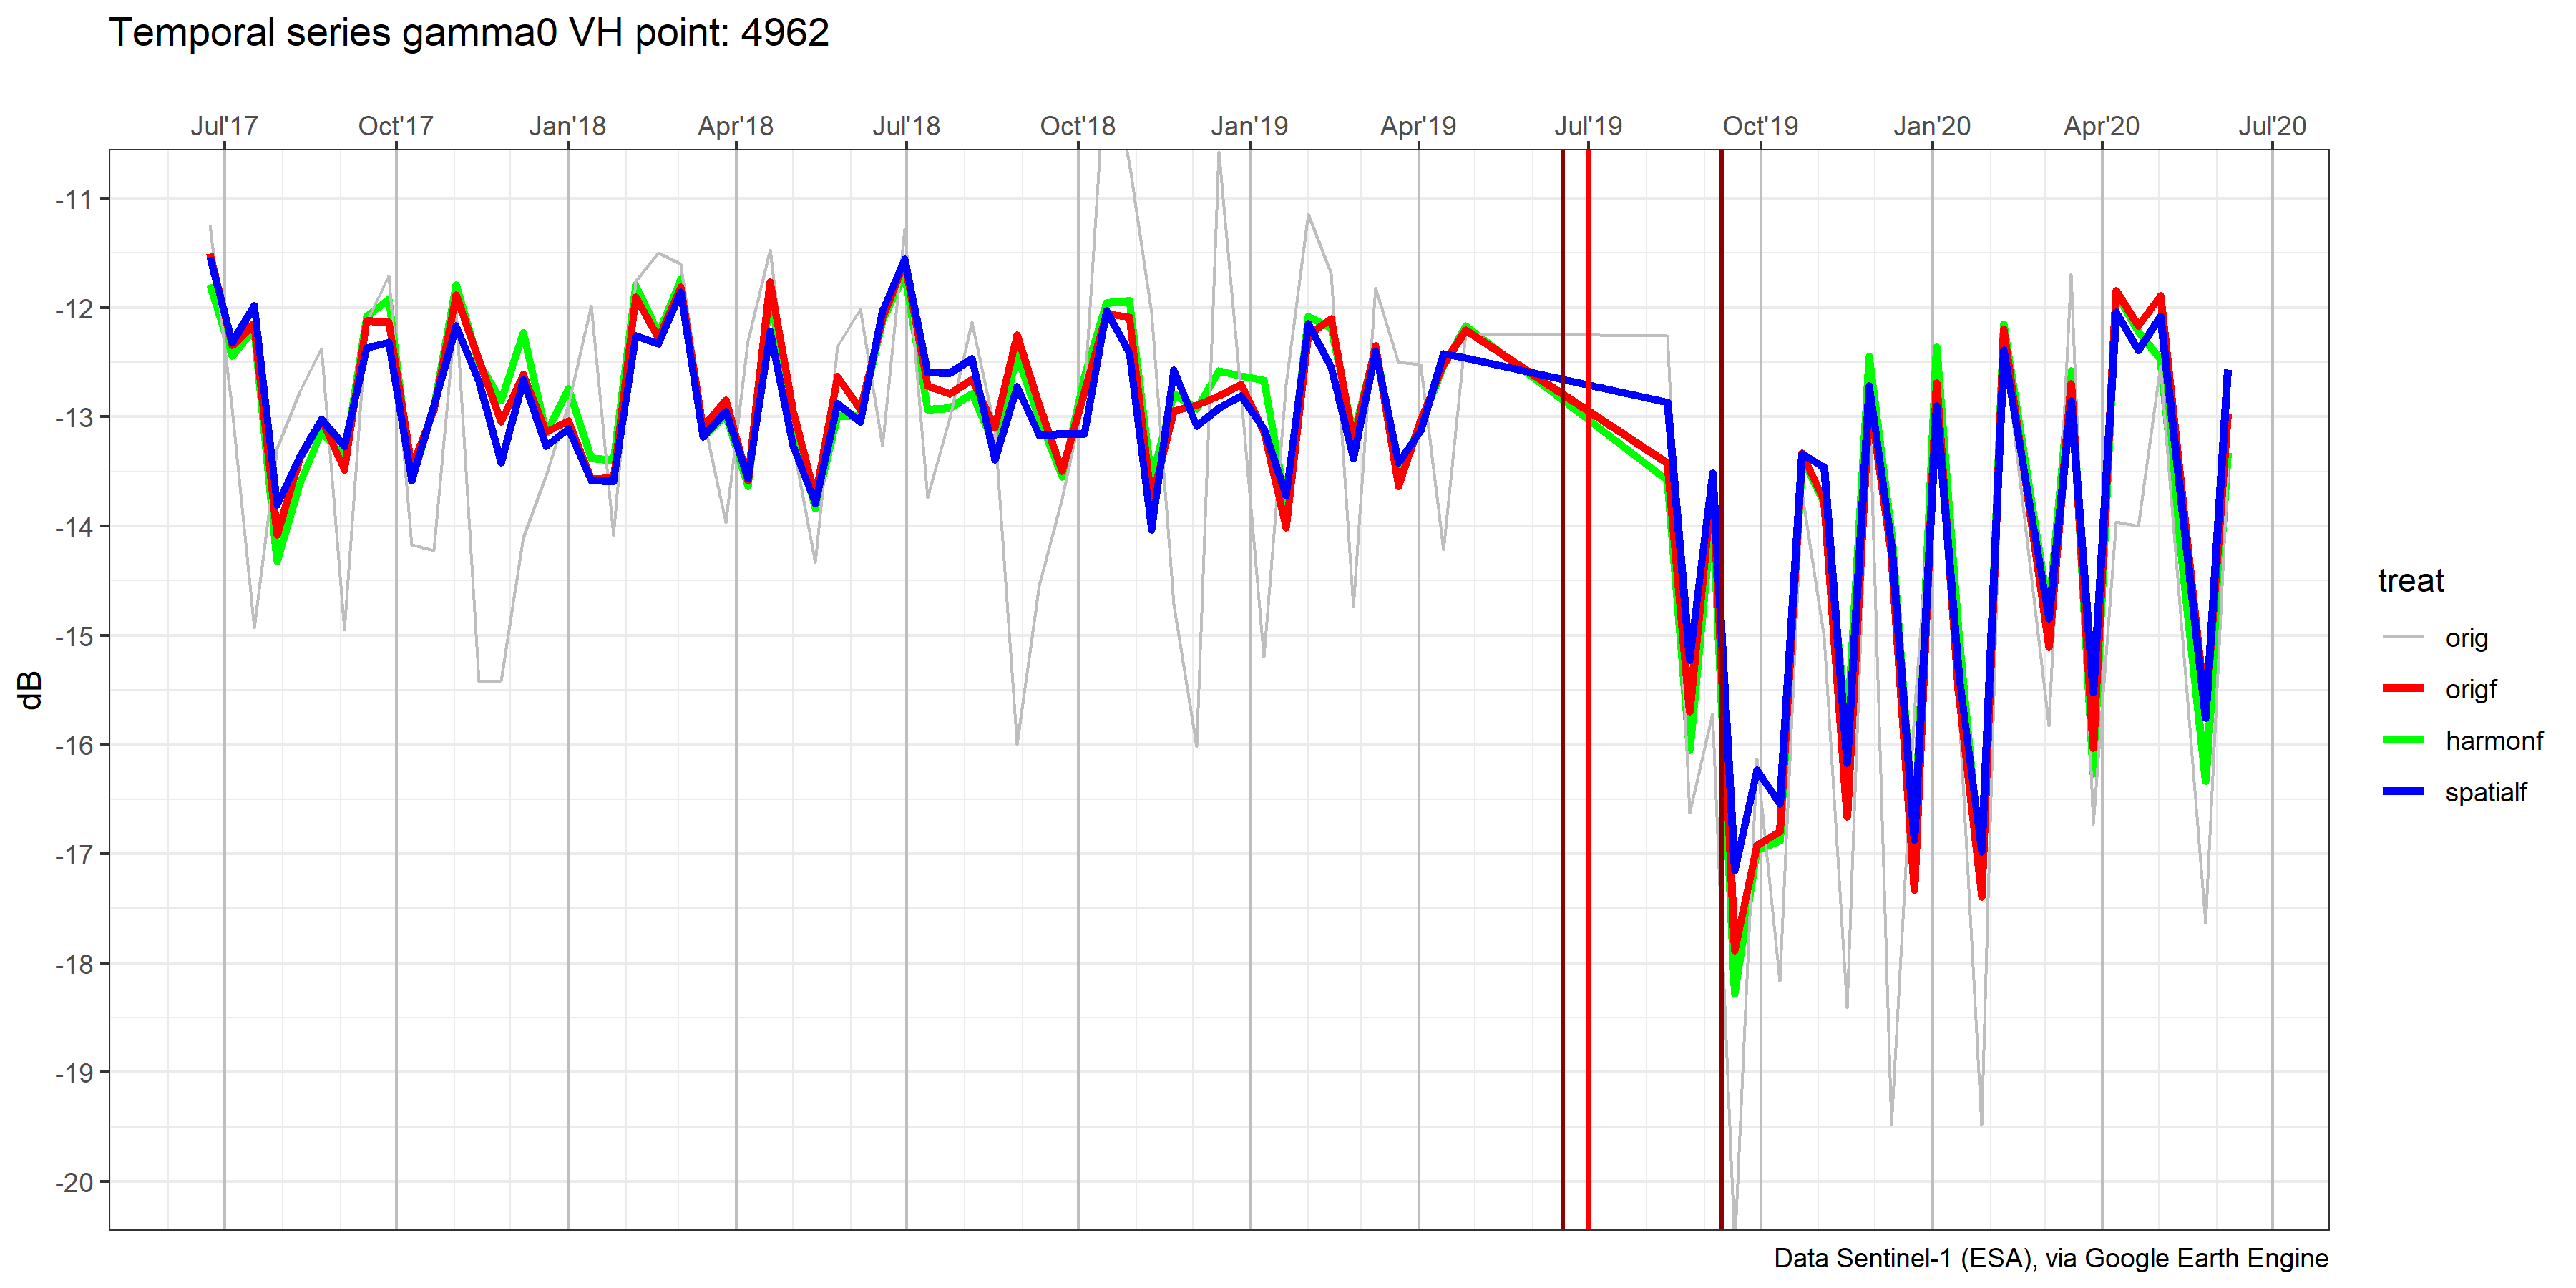 Temporal series gamma0 VH point: 4962
Jul'17 Oct'17 Jan'18 Apr'18 Jul'18 Oct'18 Jan'19 Apr'19 Jul'19 Oct'19 Jan'20 Apr'20 Jul'20
-11
-12
-13
-14
-15
-16
-17
-18
-19
-20
dB
treat
orig
origf
harmonf
spatialf
Data Sentinel-1 (ESA), via Google Earth Engine